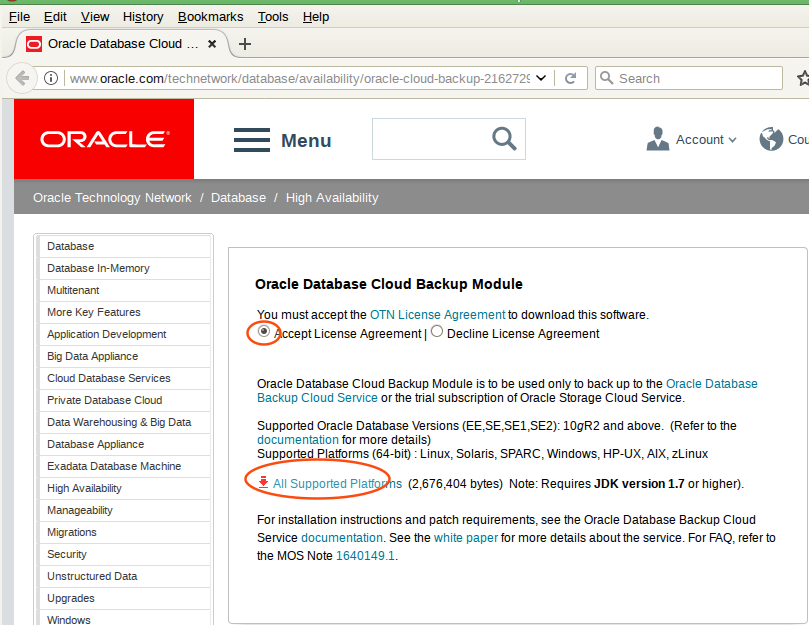 File Edit View History Bookmarks Tools Help
Oracle Database Cloud ...
www.oracle.com/technetwork/database/availability/oracle-cloud-backup-2162729
Search
ORACLE
Menu
Account
Cou
Oracle Technology Network / Database / High Availability
Database
Database In-Memory
Multitenant
More Key Features
Application Development
Big Data Appliance
Cloud Database Services
Private Database Cloud
Data Warehousing & Big Data
Database Appliance
Exadata Database Machine
High Availability
Manageability
Migrations
Security
Unstructured Data
Upgrades
Windows
Oracle Database Cloud Backup Module
You must accept the OTN License Agreement to download this software.
Accept License Agreement | Decline License Agreement
Oracle Database Cloud Backup Module is to be used only to back up to the Oracle Database
Backup Cloud Service or the trial subscription of Oracle Storage Cloud Service.
Supported Oracle Database Versions (EE,SE,SE1,SE2): 10gR2 and above. (Refer to the
documentation for more details)
Supported Platforms (64-bit) : Linux, Solaris, SPARC, Windows, HP-UX, AIX, zLinux
All Supported Platforms (2,676,404 bytes) Note: Requires JDK version 1.7 or higher).
For installation instructions and patch requirements, see the Oracle Database Backup Cloud
Service documentation. See the white paper for more details about the service. For FAQ, refer to
the MOS Note 1640149.1.